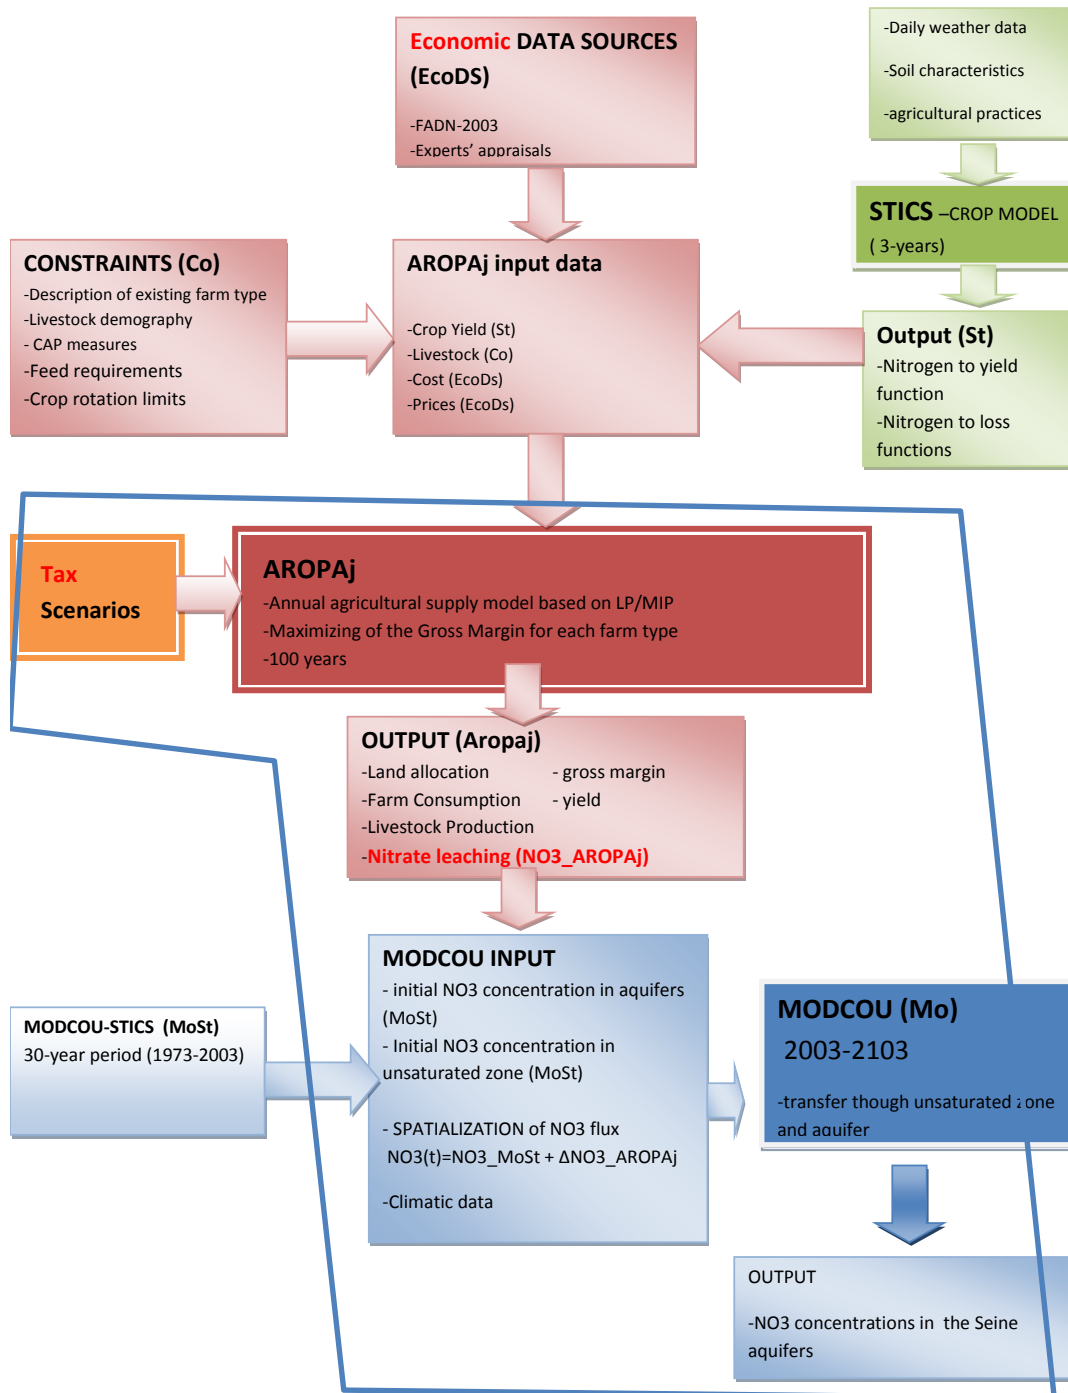 Economic DATA SOURCES
(EcoDS)
-FADN-2003
-Experts' appraisals
-Daily weather data
-Soil characteristics
-agricultural practices
STICS –CROP MODEL
( 3-years)
CONSTRAINTS (Co)
-Description of existing farm type
-Livestock demography
- CAP measures
-Feed requirements
-Crop rotation limits
AROPAj input data
-Crop Yield (St)
-Livestock (Co)
-Cost (EcoDs)
-Prices (EcoDs)
Output (St)
-Nitrogen to yield
function
-Nitrogen to loss
functions
Tax
Scenarios
AROPAj
-Annual agricultural supply model based on LP/MIP
-Maximizing of the Gross Margin for each farm type
-100 years
OUTPUT (Aropaj)
-Land allocation - gross margin
-Farm Consumption - yield
-Livestock Production
-Nitrate leaching (NO3_AROPAj)
MODCOU-STICS (MoSt)
30-year period (1973-2003)
MODCOU INPUT
- initial NO3 concentration in aquifers
(MoSt)
- Initial NO3 concentration in
unsaturated zone (MoSt)
- SPATIALIZATION of NO3 flux
NO3(t)=NO3_MoSt + ΔNO3_AROPAj
-Climatic data
MODCOU (Mo)
2003-2103
-transfer though unsaturated zone
and aquifer
OUTPUT
-NO3 concentrations in the Seine
aquifers